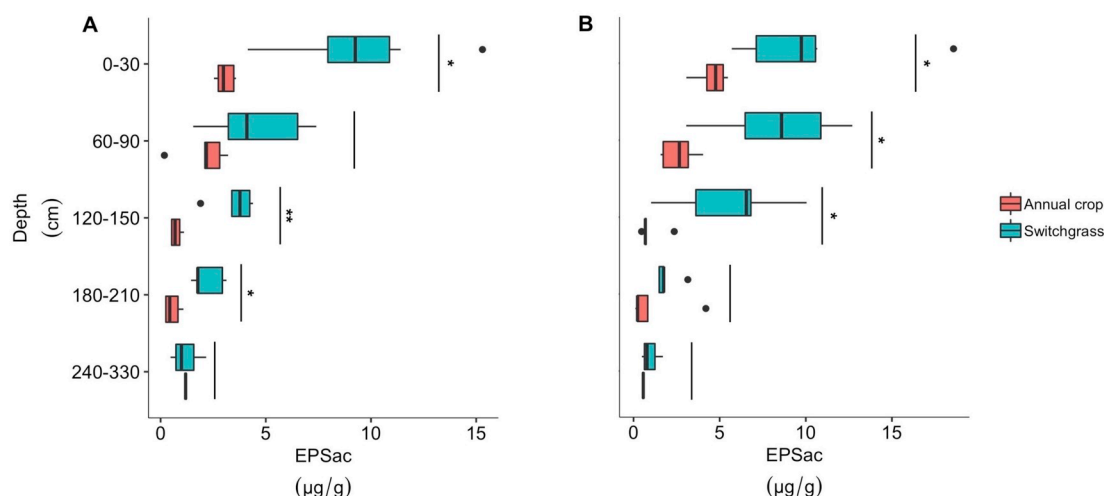 A
B
0-30
*
*
60-90
*
Depth
(cm)
120-150
**
*
Annual crop
Switchgrass
180-210
*
240-330
0
5
10
15
0
5
10
15
EPSac
EPSac
(µg/g)
(µg/g)